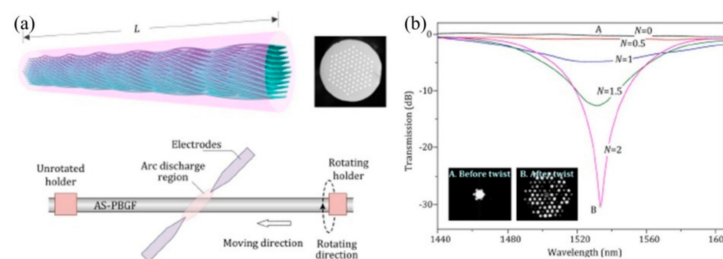 (a)
L
Electrodes
Unrotated
holder
Arc discharge
region
Rotating
holder
AS-PBGF
Moving direction
Rotating
direction
(b)
Transmission (dB)
0
-10
-20
-30
A
N=0
N=0.5
N=1
N=1.5
N=2
A. Before twist
B. After twist
B
1440
1480
1520
1560
Wavelength (nm)